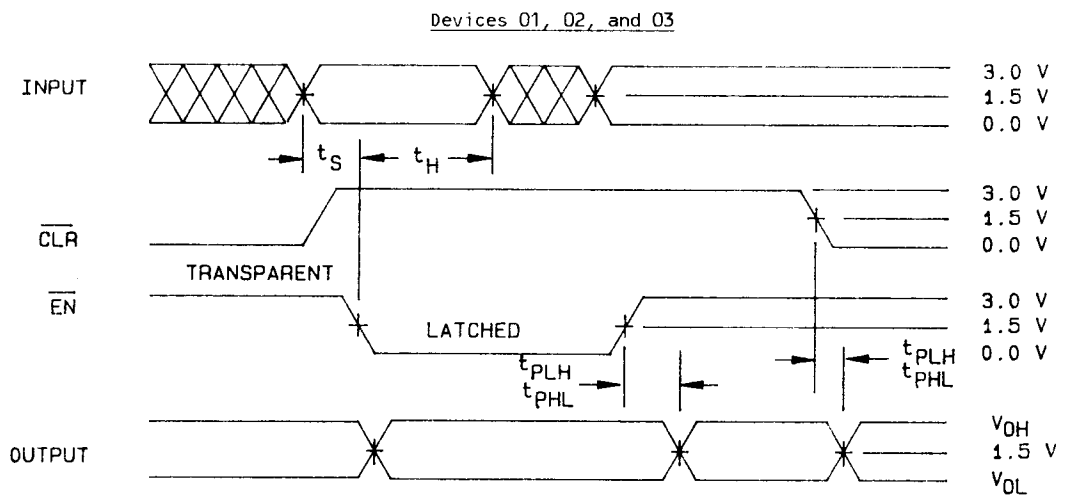 Devices 01, 02, and 03
INPUT
3.0 V
1.5 V
0.0 V
tS
tH
CLR
3.0 V
1.5 V
0.0 V
TRANSPARENT
EN
LATCHED
3.0 V
1.5 V
0.0 V
tPLH
tPHL
tPLH
tPHL
OUTPUT
VOH
1.5 V
VOL